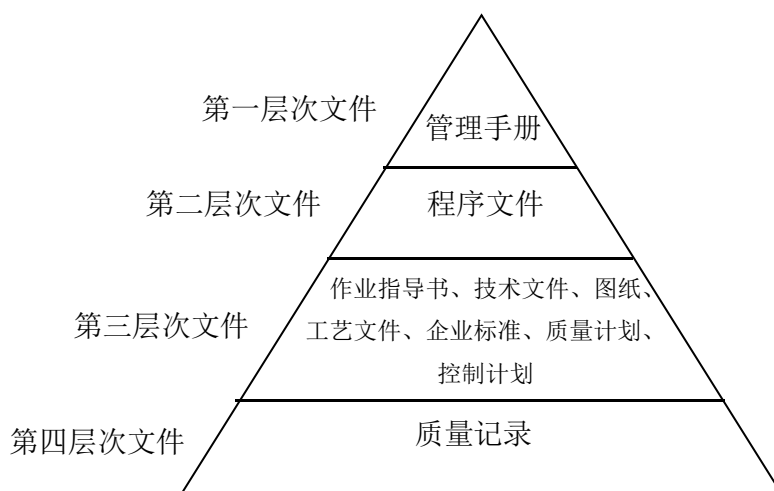 第一层次文件
管理手册
第二层次文件
程序文件
作业指导书、技术文件、图�、
第三层次文件
工艺文件、企业标准、质量计划、
控制计划
第四层次文件
质量记录